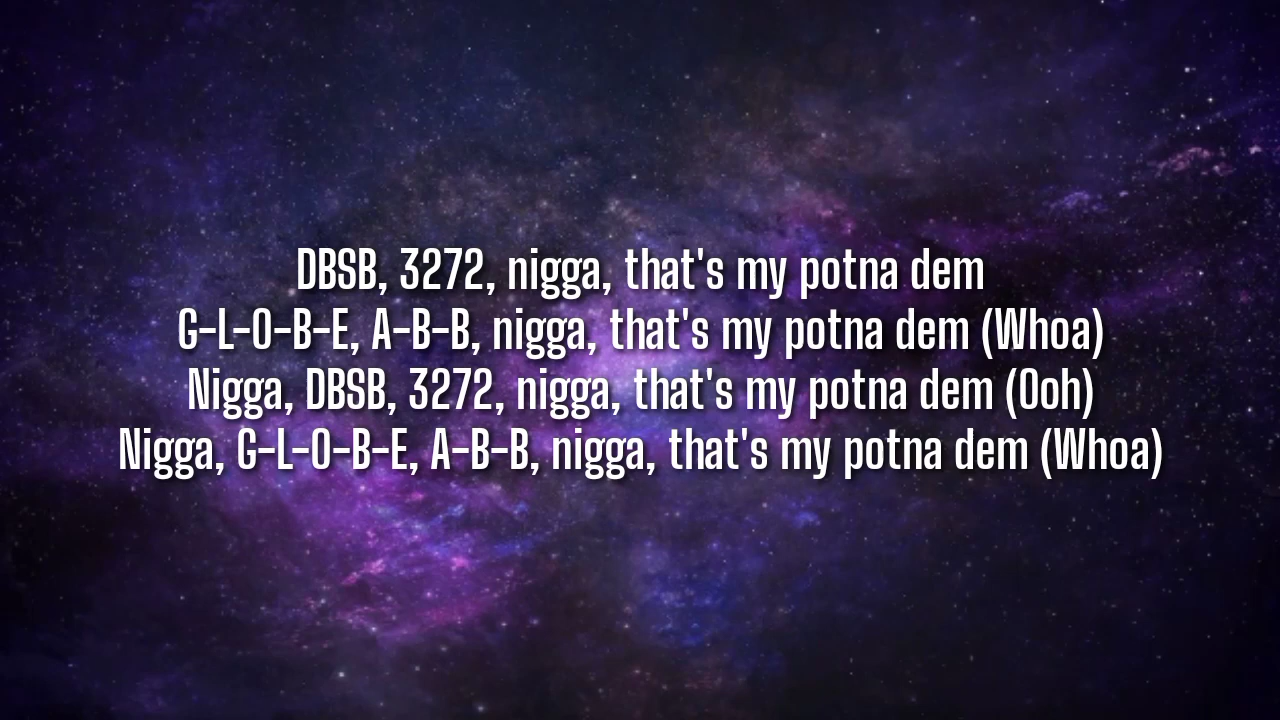 DBSB, 3272, nigga, that's my potna dem
G-L-O-B-E, A-B-B, nigga, that's my potna dem (Whoa)
Nigga, DBSB, 3272, nigga, that's my potna dem (Ooh)
Nigga, G-L-O-B-E, A-B-B, nigga, that's my potna dem (Whoa)